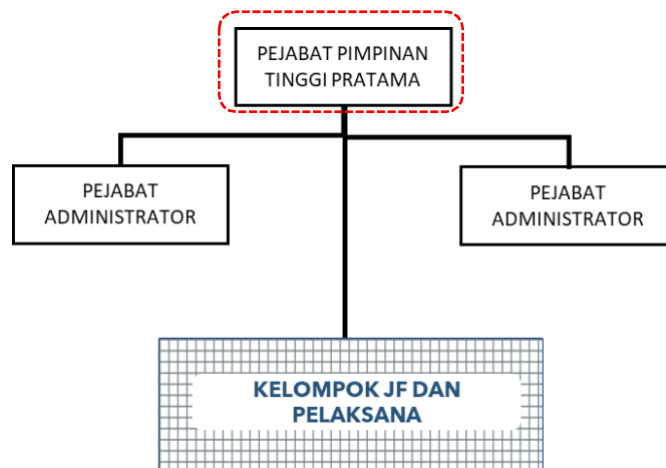 PEJABAT PIMPINAN
TINGGI PRATAMA
PEJABAT
ADMINISTRATOR
PEJABAT
ADMINISTRATOR
KELOMPOK JF DAN
PELAKSANA